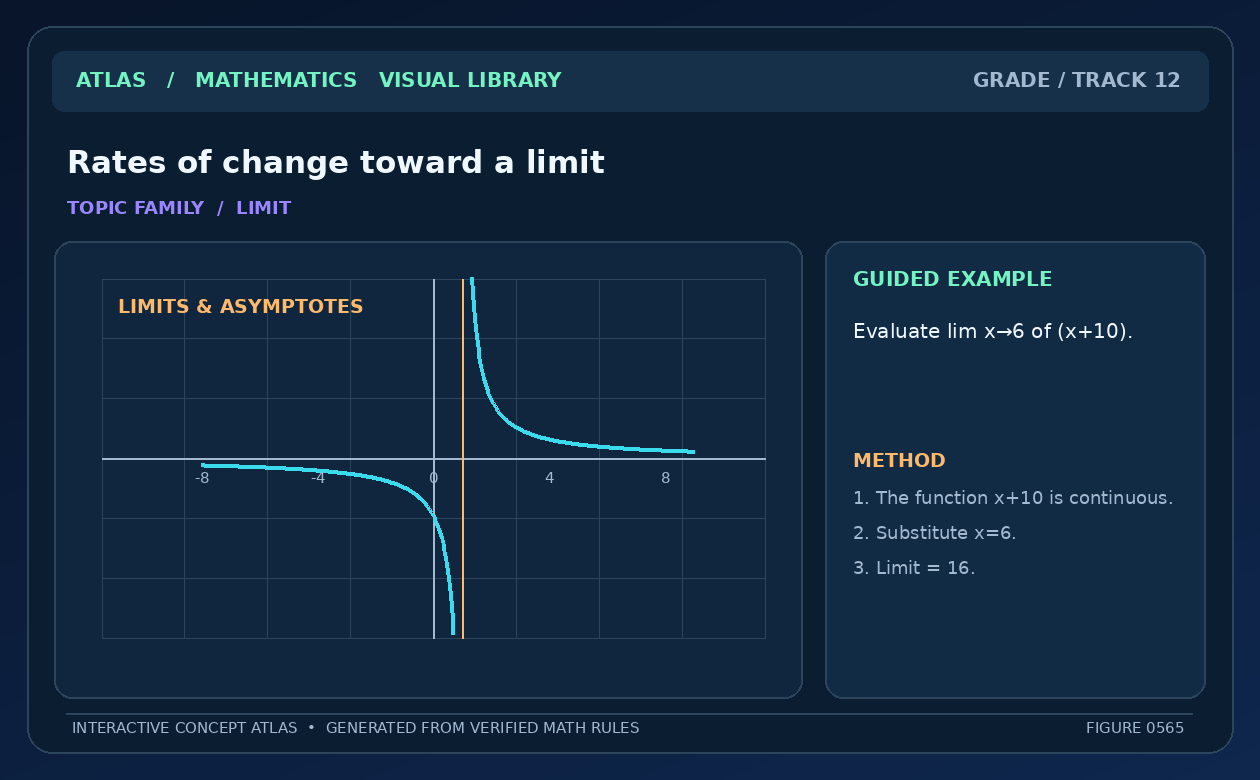 ATLAS / MATHEMATICS VISUAL LIBRARY
GRADE / TRACK 12
Rates of change toward a limit
TOPIC FAMILY / LIMIT
LIMITS & ASYMPTOTES
-8 -4 0 4 8
GUIDED EXAMPLE
Evaluate lim x→6 of (x+10).
METHOD
1. The function x+10 is continuous.
2. Substitute x=6.
3. Limit = 16.
INTERACTIVE CONCEPT ATLAS • GENERATED FROM VERIFIED MATH RULES
FIGURE 0565